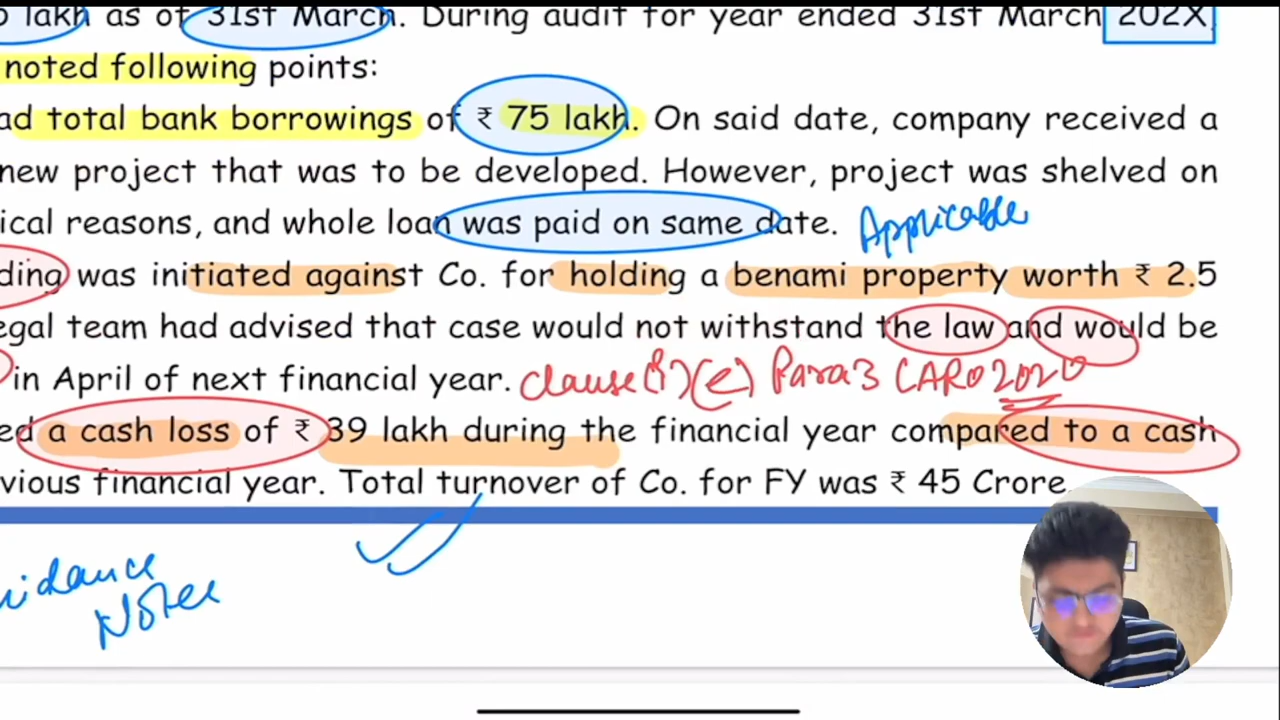 lakh as of 31st March. During audit for year ended 31st March 202X,
noted following points:
ad total bank borrowings of ₹ 75 lakh. On said date, company received a
new project that was to be developed. However, project was shelved on
ical reasons, and whole loan was paid on same date. Applicable
ding was initiated against Co. for holding a benami property worth ₹ 2.5
egal team had advised that case would not withstand the law and would be
in April of next financial year. Clause (i)(e) Para 3 CARO 2020
ed a cash loss of ₹ 39 lakh during the financial year compared to a cash
vious financial year. Total turnover of Co. for FY was ₹ 45 Crore.
uidance
Notes